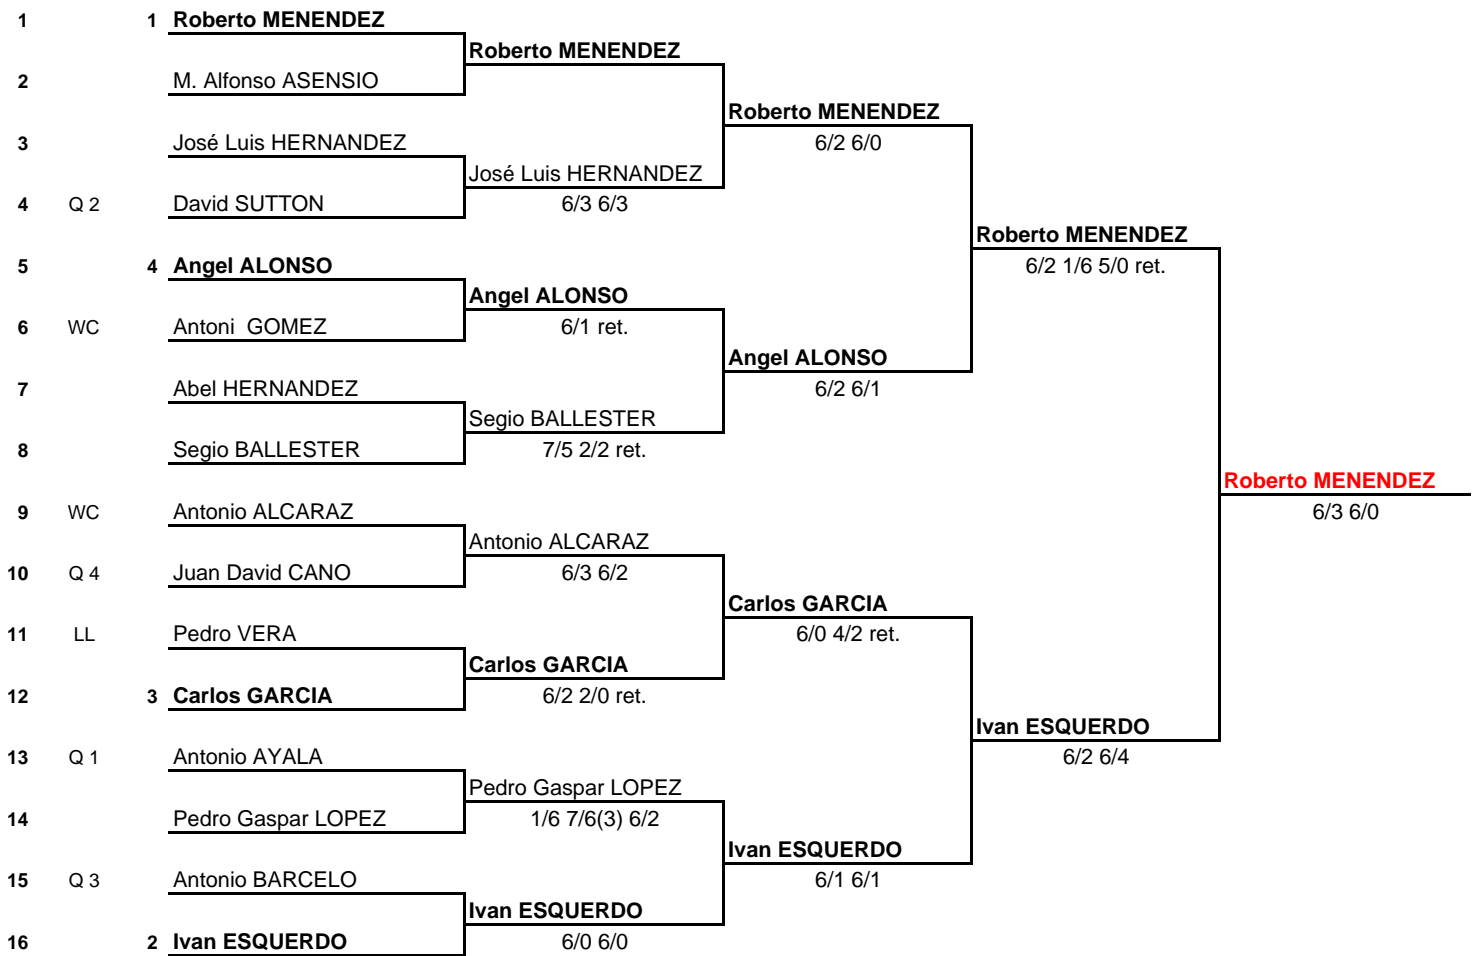 1 1 Roberto MENENDEZ
Roberto MENENDEZ
2 M. Alfonso ASENSIO
Roberto MENENDEZ
3 José Luis HERNANDEZ 6/2 6/0
José Luis HERNANDEZ
4 Q 2 David SUTTON 6/3 6/3
Roberto MENENDEZ
5 4 Angel ALONSO 6/2 1/6 5/0 ret.
Angel ALONSO
6 WC Antoni GOMEZ 6/1 ret.
Angel ALONSO
7 Abel HERNANDEZ 6/2 6/1
Segio BALLESTER
8 Segio BALLESTER 7/5 2/2 ret.
Roberto MENENDEZ
9 WC Antonio ALCARAZ 6/3 6/0
Antonio ALCARAZ
10 Q 4 Juan David CANO 6/3 6/2
Carlos GARCIA
11 LL Pedro VERA 6/0 4/2 ret.
Carlos GARCIA
12 3 Carlos GARCIA 6/2 2/0 ret.
Ivan ESQUERDO
13 Q 1 Antonio AYALA 6/2 6/4
Pedro Gaspar LOPEZ
14 Pedro Gaspar LOPEZ 1/6 7/6(3) 6/2
Ivan ESQUERDO
15 Q 3 Antonio BARCELO 6/1 6/1
Ivan ESQUERDO
16 2 Ivan ESQUERDO 6/0 6/0